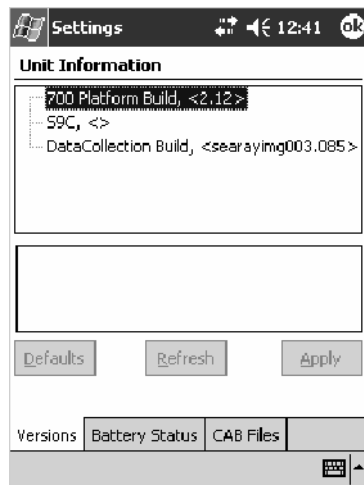 Settings 12:41 ok
Unit Information
700 Platform Build, <2.12>
S9C, <>
DataCollection Build, <searayimg003.085>
Defaults Refresh Apply
Versions Battery Status CAB Files